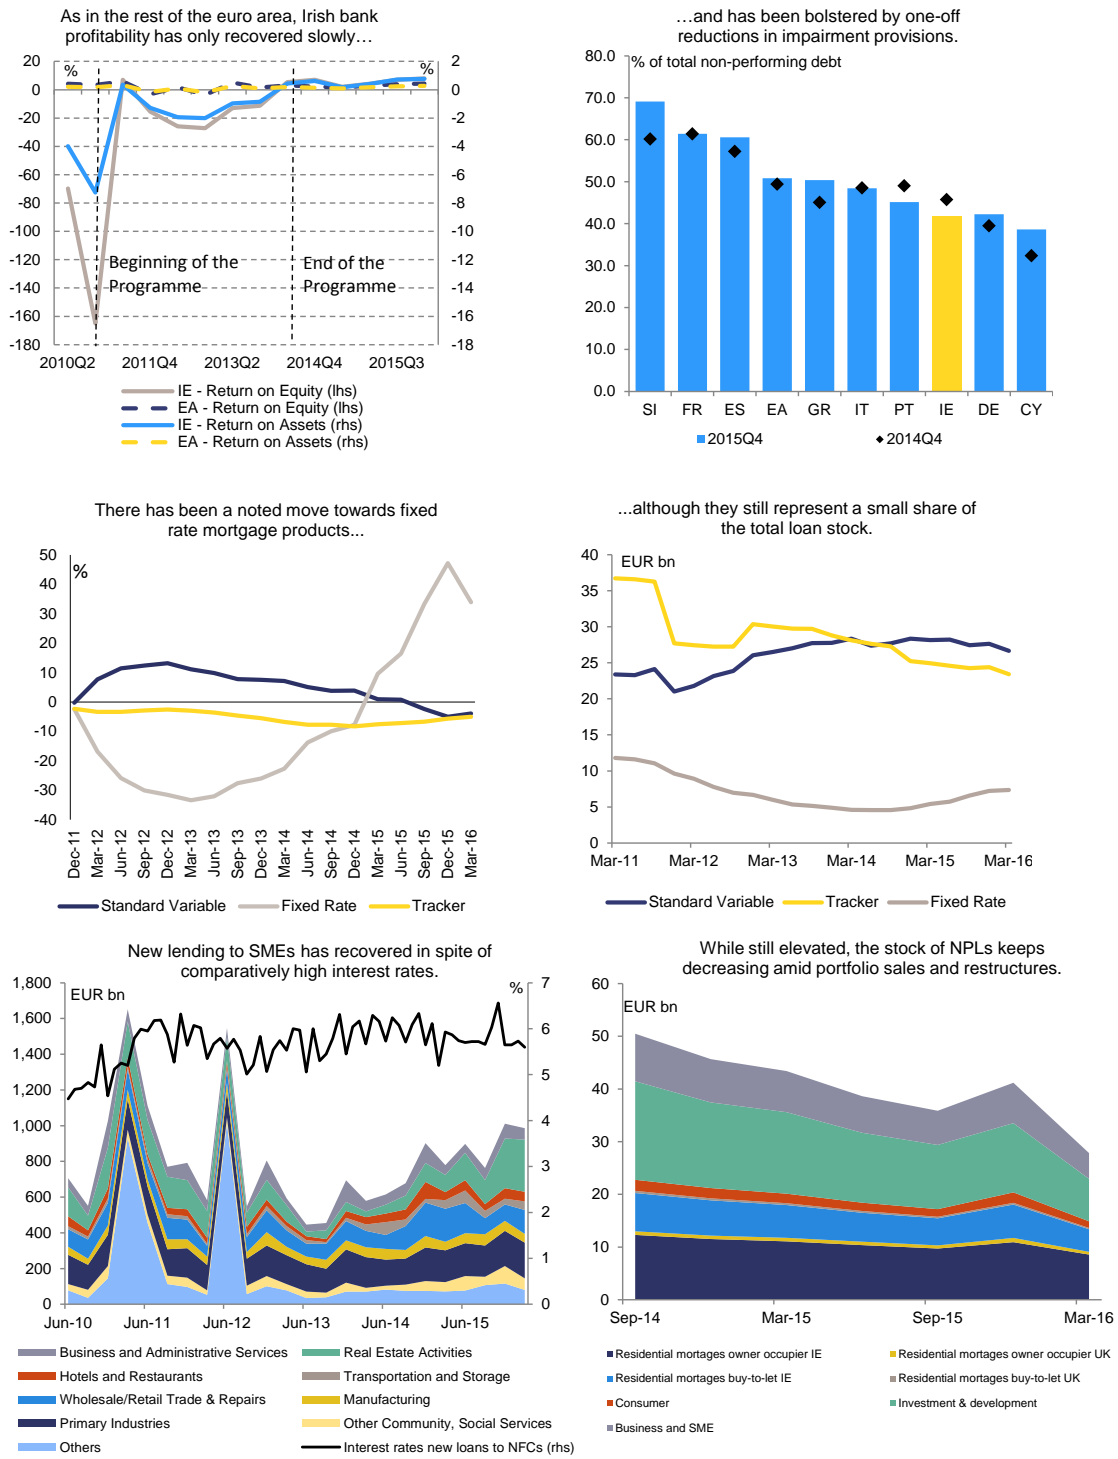 As in the rest of the euro area, Irish bank
profitability has only recovered slowly…
20
0
-20
-40
-60
-80
-100
-120
-140
-160
-180
%
%
2
0
-2
-4
-6
-8
-10
-12
-14
-16
-18
Beginning of the
Programme
End of the
Programme
2010Q2 2011Q4 2013Q2 2014Q4 2015Q3
IE - Return on Equity (lhs)
EA - Return on Equity (lhs)
IE - Return on Assets (rhs)
EA - Return on Assets (rhs)
…and has been bolstered by one-off
reductions in impairment provisions.
80.0
70.0
60.0
50.0
40.0
30.0
20.0
10.0
0.0
% of total non-performing debt
SI FR ES EA GR IT PT IE DE CY
2015Q4 2014Q4
There has been a noted move towards fixed
rate mortgage products...
50
40
30
20
10
0
-10
-20
-30
-40
%
Dec-11
Mar-12
Jun-12
Sep-12
Dec-12
Mar-13
Jun-13
Sep-13
Dec-13
Mar-14
Jun-14
Sep-14
Dec-14
Mar-15
Jun-15
Sep-15
Dec-15
Mar-16
Standard Variable Fixed Rate Tracker
...although they still represent a small share of
the total loan stock.
40
35
30
25
20
15
10
5
0
EUR bn
Mar-11 Mar-12 Mar-13 Mar-14 Mar-15 Mar-16
Standard Variable Tracker Fixed Rate
New lending to SMEs has recovered in spite of
comparatively high interest rates.
1,800
1,600
1,400
1,200
1,000
800
600
400
200
0
EUR bn
%
7
6
5
4
3
2
1
0
Jun-10 Jun-11 Jun-12 Jun-13 Jun-14 Jun-15
Business and Administrative Services Real Estate Activities
Hotels and Restaurants Transportation and Storage
Wholesale/Retail Trade & Repairs Manufacturing
Primary Industries Other Community, Social Services
Others Interest rates new loans to NFCs (rhs)
While still elevated, the stock of NPLs keeps
decreasing amid portfolio sales and restructures.
60
50
40
30
20
10
0
EUR bn
Sep-14 Mar-15 Sep-15 Mar-16
Residential mortages owner occupier IE Residential mortages owner occupier UK
Residential mortages buy-to-let IE Residential mortages buy-to-let UK
Consumer Investment & development
Business and SME